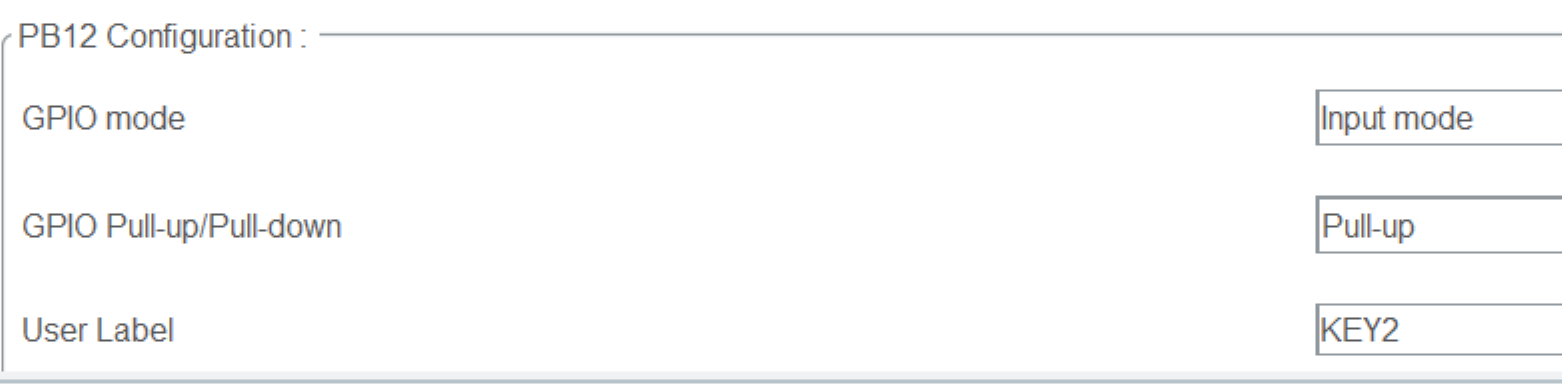 PB12 Configuration :
GPIO mode Input mode
GPIO Pull-up/Pull-down Pull-up
User Label KEY2